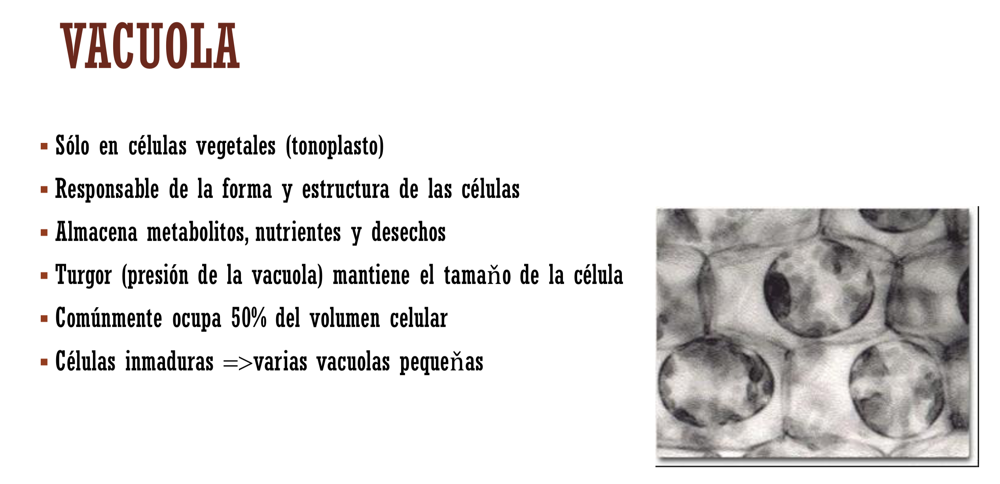 VACUOLA
▪ Sólo en células vegetales (tonoplasto)
▪ Responsable de la forma y estructura de las células
▪ Almacena metabolitos, nutrientes y desechos
▪ Turgor (presión de la vacuola) mantiene el tamaňo de la célula
▪ Comúnmente ocupa 50% del volumen celular
▪ Células inmaduras =>varias vacuolas pequeňas